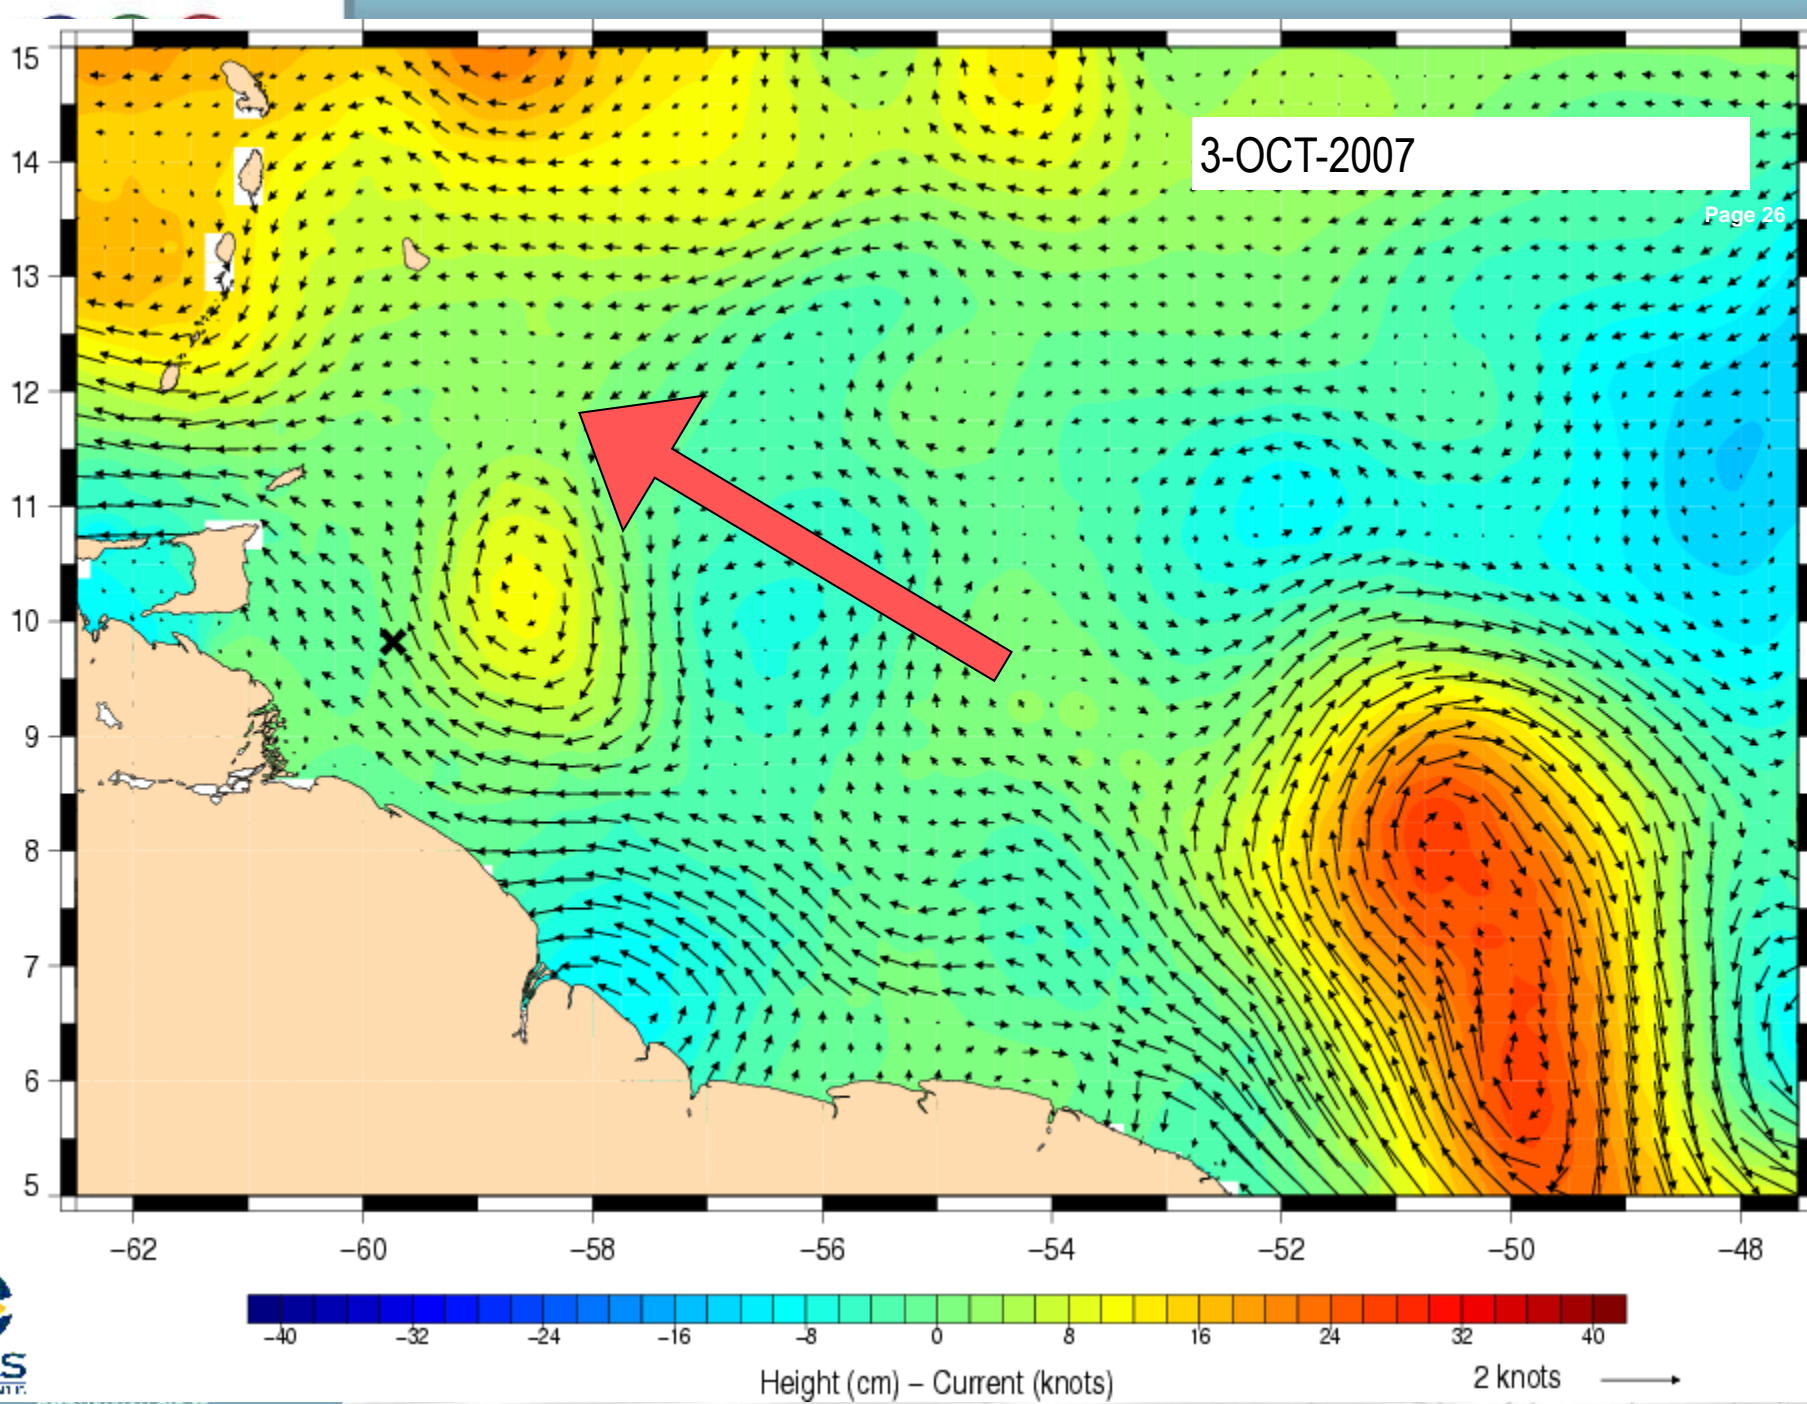 15
14
3-OCT-2007
Page 26
13
12
11
10
9
8
7
6
5
−62 −60 −58 −56 −54 −52 −50 −48
−40 −32 −24 −16 −8 0 8 16 24 32 40
Height (cm) – Current (knots)
2 knots